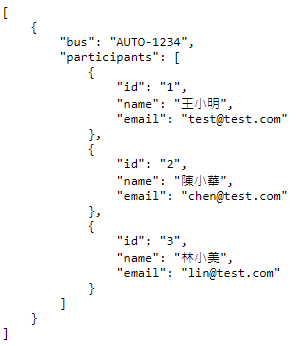 [
    {
        "bus": "AUTO-1234",
        "participants": [
            {
                "id": "1",
                "name": "王小明",
                "email": "test@test.com"
            },
            {
                "id": "2",
                "name": "陳小華",
                "email": "chen@test.com"
            },
            {
                "id": "3",
                "name": "林小美",
                "email": "lin@test.com"
            }
        ]
    }
]